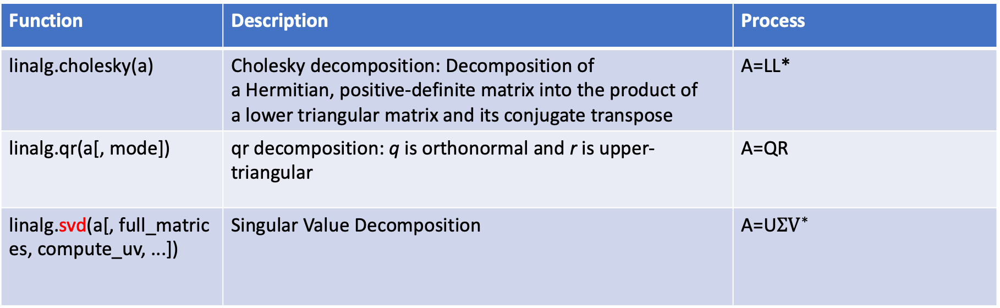 Function
Description
Process
linalg.cholesky(a)
Cholesky decomposition: Decomposition of
a Hermitian, positive-definite matrix into the product of
a lower triangular matrix and its conjugate transpose
A=LL*
linalg.qr(a[, mode])
qr decomposition: q is orthonormal and r is upper-
triangular
A=QR
linalg.svd(a[, full_matric
es, compute_uv, ...])
Singular Value Decomposition
A=UΣV*